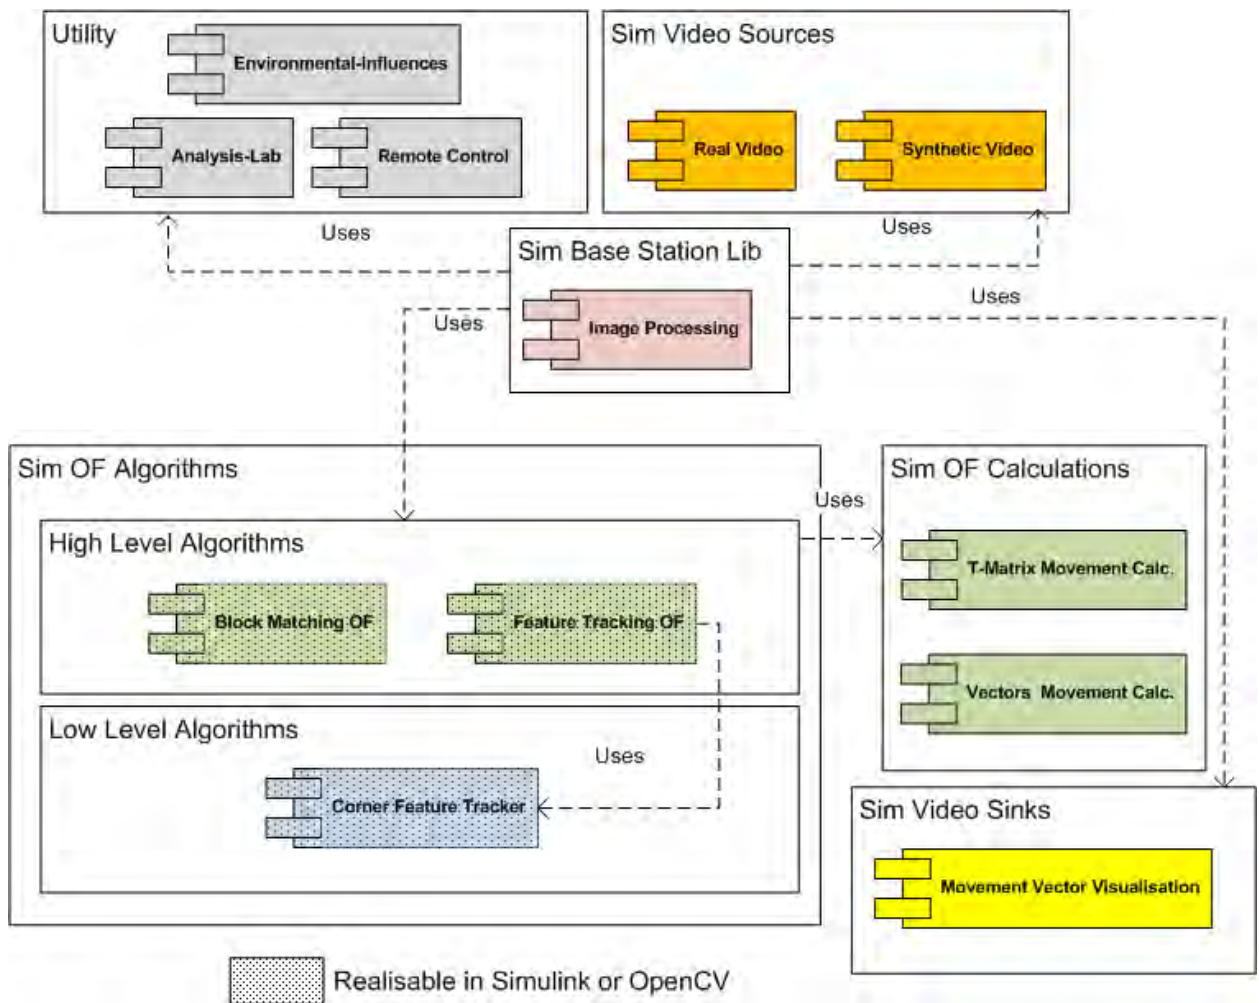 Utility
Environmental-Influences
Analysis-Lab
Remote Control
Sim Video Sources
Real Video
Synthetic Video
Uses
Uses
Uses
Uses
Sim Base Station Lib
Image Processing
Sim OF Algorithms
High Level Algorithms
Block Matching OF
Feature Tracking OF
Low Level Algorithms
Uses
Corner Feature Tracker
Uses
Sim OF Calculations
T-Matrix Movement Calc.
Vectors Movement Calc.
Sim Video Sinks
Movement Vector Visualisation
Realisable in Simulink or OpenCV